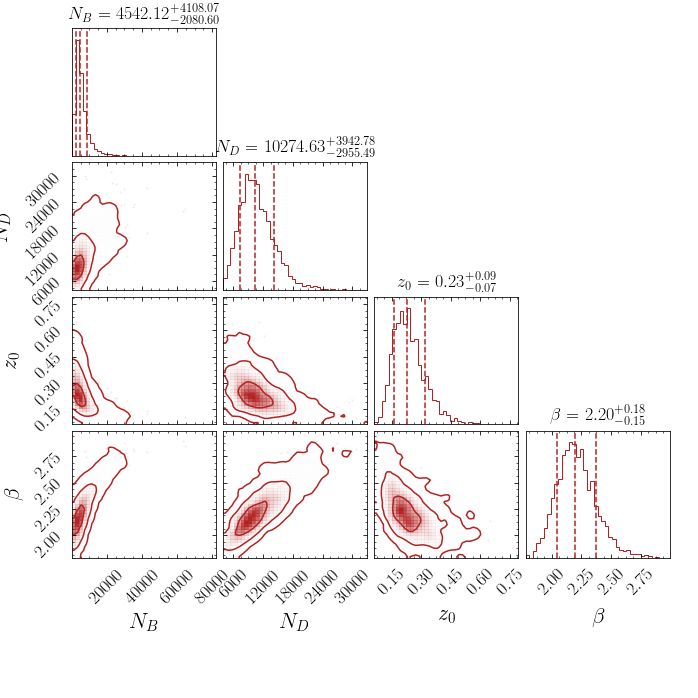 N_B = 4542.12^{+4108.07}_{-2080.60}
N_D = 10274.63^{+3942.78}_{-2955.49}
30000
24000
18000
12000
6000
N_D
z_0 = 0.23^{+0.09}_{-0.07}
0.75
0.60
0.45
0.30
0.15
z_0
β = 2.20^{+0.18}_{-0.15}
2.75
2.50
2.25
2.00
β
20000 40000 60000 80000
6000 12000 18000 24000 30000
0.15 0.30 0.45 0.60 0.75
2.00 2.25 2.50 2.75
N_B N_D z_0 β